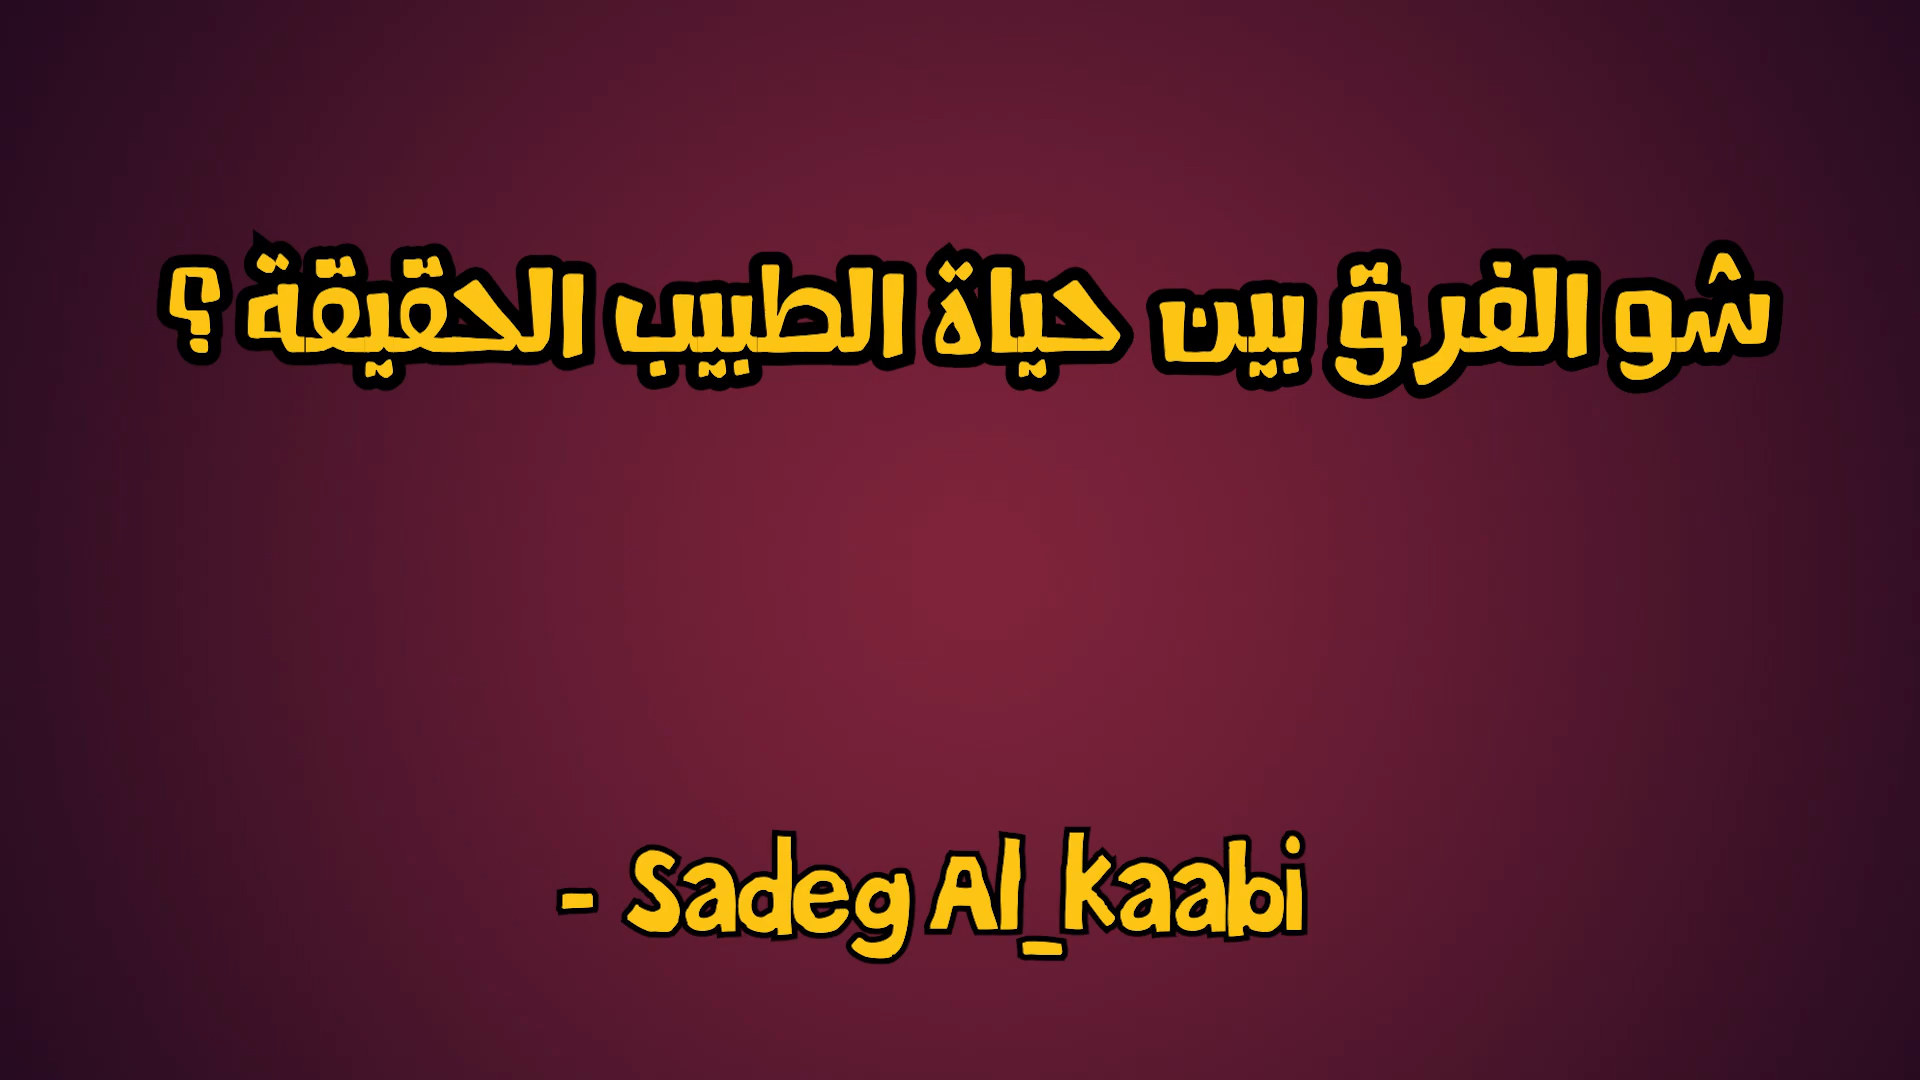 شو الفرق بين حياة الطبيب الحقيقة ؟
- Sadeg Al_kaabi